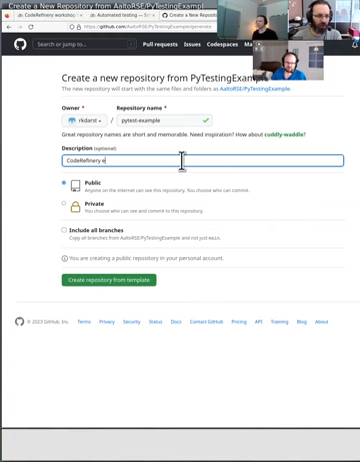 Create a New Repository from AaltoRSE/PyTestingExampl
CodeRefinery workshop
Automated testing —
Create a New Reposito
https://github.com/AaltoRSE/PyTestingExample/generate
Search or jump to...
/
Pull requests Issues Codespaces
Create a new repository from PyTestingExamp
The new repository will start with the same files and folders as AaltoRSE/PyTestingExample.
Owner * Repository name *
rkdarst / pytest-example
Great repository names are short and memorable. Need inspiration? How about cuddly-waddle?
Description (optional)
CodeRefinery e
Public
Anyone on the internet can see this repository. You choose who can commit.
Private
You choose who can see and commit to this repository.
Include all branches
Copy all branches from AaltoRSE/PyTestingExample and not just main.
You are creating a public repository in your personal account.
Create repository from template
© 2023 GitHub, Inc. Terms Privacy Security Status Docs Contact GitHub Pricing API Training Blog About